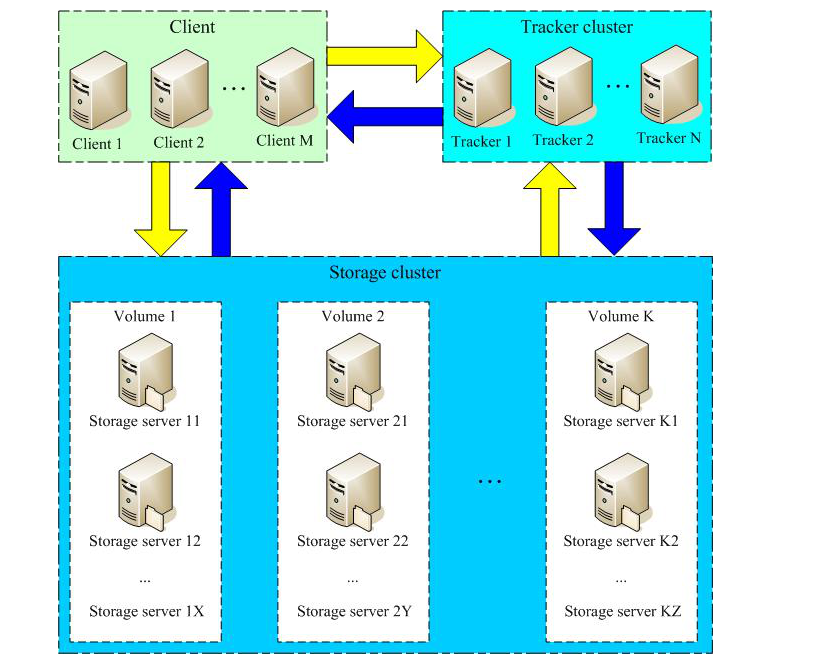 Client
Tracker cluster
...
...
Client 1
Client 2
Client M
Tracker 1
Tracker 2
Tracker N
Storage cluster
Volume 1
Volume 2
Volume K
Storage server 11
Storage server 21
Storage server K1
...
Storage server 12
Storage server 22
Storage server K2
...
...
...
Storage server 1X
Storage server 2Y
Storage server KZ